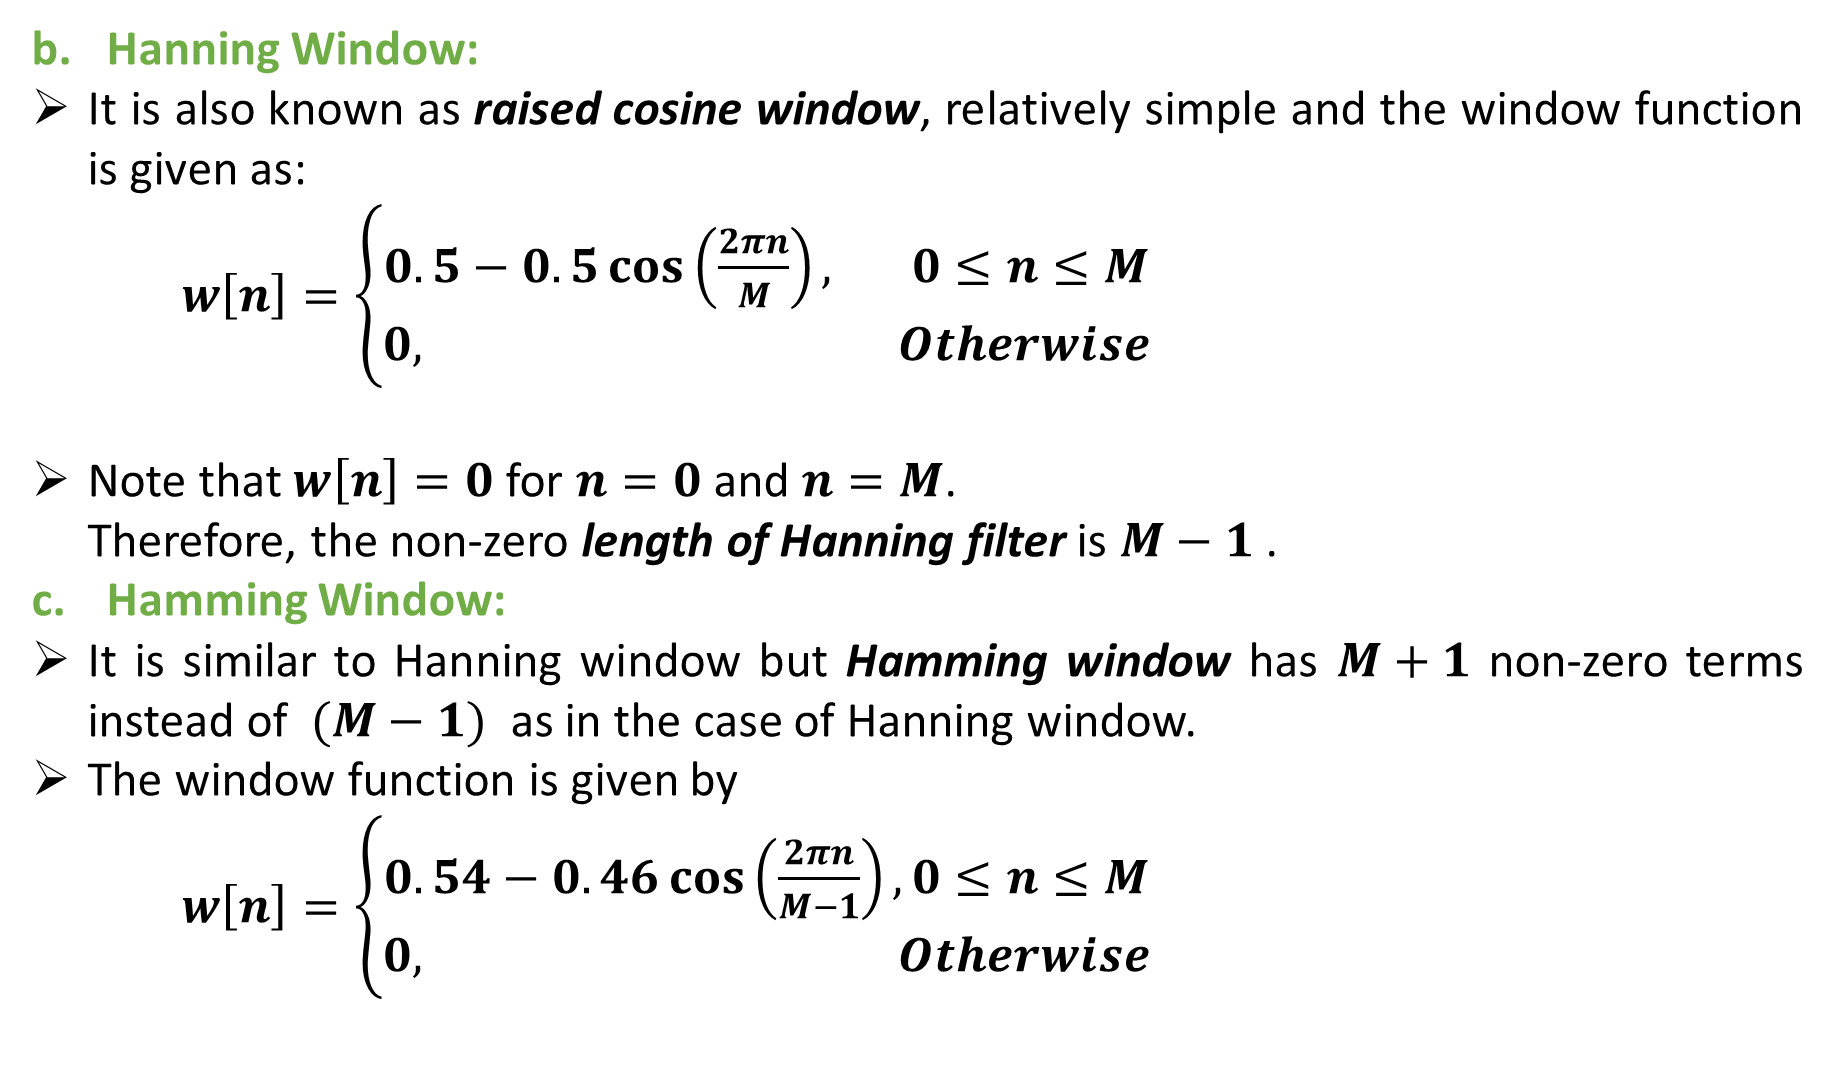 b. Hanning Window:
➢ It is also known as raised cosine window, relatively simple and the window function
is given as:
w[n] = { 0.5 − 0.5 cos (2πn/M), 0 ≤ n ≤ M
0, Otherwise
➢ Note that w[n] = 0 for n = 0 and n = M.
Therefore, the non-zero length of Hanning filter is M − 1 .
c. Hamming Window:
➢ It is similar to Hanning window but Hamming window has M + 1 non-zero terms
instead of (M − 1) as in the case of Hanning window.
➢ The window function is given by
w[n] = { 0.54 − 0.46 cos (2πn/M−1), 0 ≤ n ≤ M
0, Otherwise